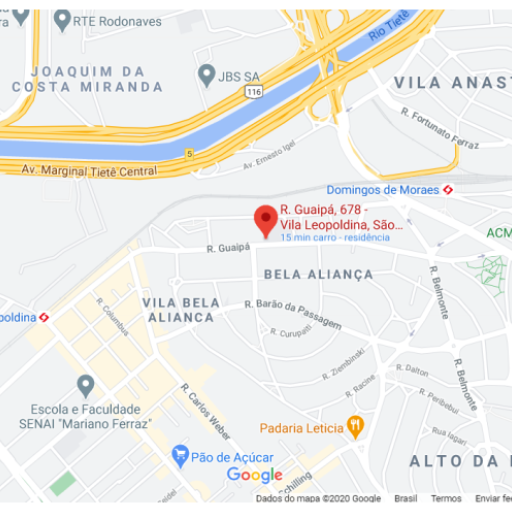 RTE Rodonaves
JOAQUIM DA
COSTA MIRANDA
JBS SA
116
Rio Tietê
VILA ANAST
R. Fortunato Ferraz
Av. Ernesto Igel
5
Av. Marginal Tietê Central
Domingos de Moraes
R. Guaipá, 678 -
Vila Leopoldina, São...
15 min carro - residência
ACM
R. Guaipá
BELA ALIANÇA
R. Belmonte
VILA BELA
ALIANCA
R. Barão da Passagem
opoldina
R. Columbus
R. Curupaiti
R. Ziembinski
R. Dalton
R. Racine
R. Belmonte
R. Peribebuí
Escola e Faculdade
SENAI "Mariano Ferraz"
R. Carlos Weber
Padaria Leticia
Rua Iagari
Pão de Açúcar
ALTO DA
Google
Schilling
Dados do mapa ©2020 Google
Brasil
Termos
Enviar fee